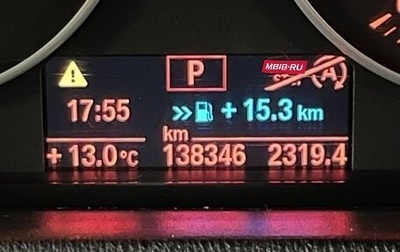 P MBIB.RU
17:55 + 15.3 km
km
+ 13.0°C 138346 2319.4